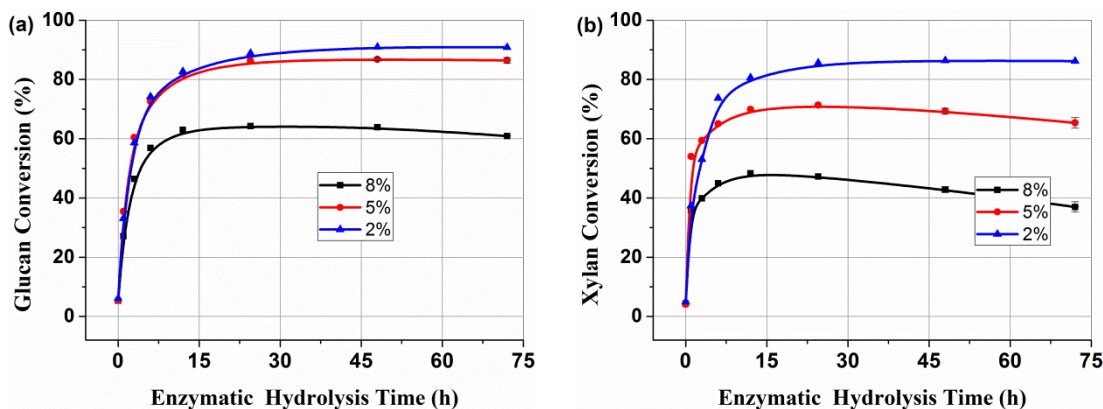 (a)
100
80
60
40
20
0
Glucan Conversion (%)
8%
5%
2%
0 15 30 45 60 75
Enzymatic Hydrolysis Time (h)
(b)
100
80
60
40
20
0
Xylan Conversion (%)
8%
5%
2%
0 15 30 45 60 75
Enzymatic Hydrolysis Time (h)